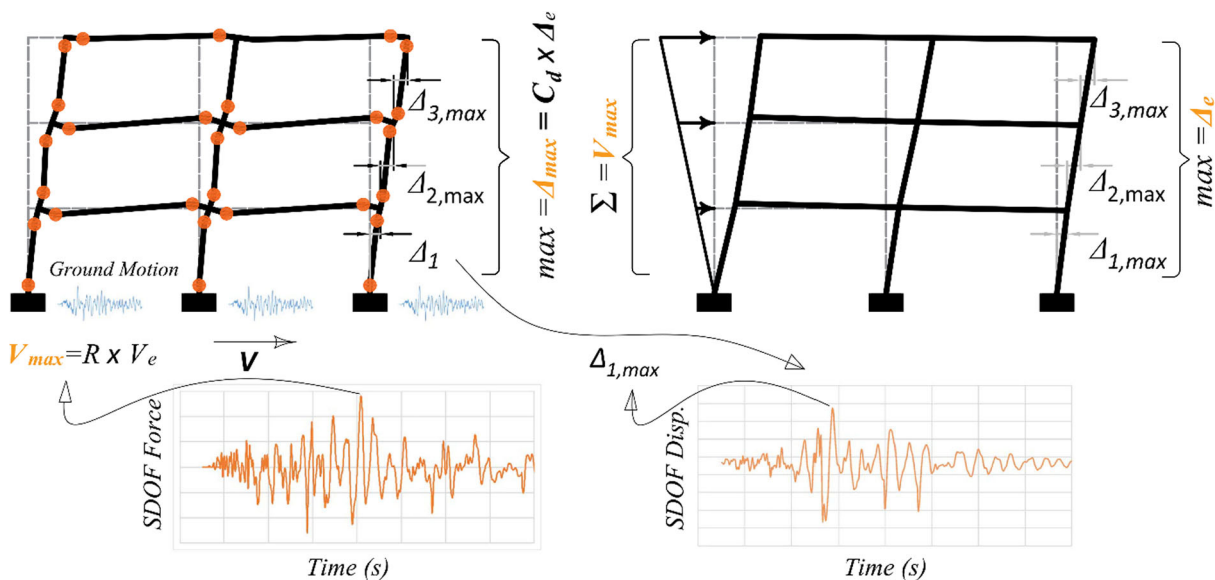 Δ3,max
Δ2,max
Δ1
Ground Motion
max = Δmax = Cd x Δe
Σ = Vmax
Δ3,max
Δ2,max
Δ1,max
max = Δe
Vmax=R x Ve
V
Δ1,max
SDOF Force
Time (s)
SDOF Disp.
Time (s)